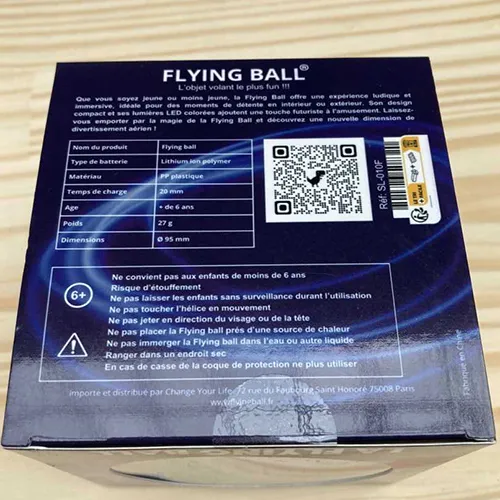 FLYING BALL®
L'objet volant le plus fun !!!
Que vous soyez jeune ou moins jeune, la Flying Ball offre une expérience ludique et
immersive, idéale pour des moments de détente en intérieur ou extérieur. Son design
compact et ses lumières LED colorées ajoutent une touche futuriste à l'amusement. Laissez-
vous emporter par la magie de la Flying Ball et découvrez une nouvelle dimension de
divertissement aérien !
Nom du produit Flying ball
Type de batterie Lithium ion polymer
Matériau PP plastique
Temps de charge 20 mm
Age + de 6 ans
Poids 27 g
Dimensions Ø 95 mm
Réf: SL-010F
6+
Ne convient pas aux enfants de moins de 6 ans
Risque d'étouffement
Ne pas laisser les enfants sans surveillance durant l'utilisation
Ne pas toucher l'hélice en mouvement
Ne pas jeter en direction du visage ou de la tête
Ne pas placer la Flying ball prés d'une source de chaleur
Ne pas immerger la Flying Ball dans l'eau ou autre liquide
Ranger dans un endroit sec
En cas de casse de la coque de protection ne plus utiliser
importe et distribué par Change Your Life -72 rue du Faubourg Saint Honoré 75008 Paris
www.flyingball.fr
Fabriqué en Chine